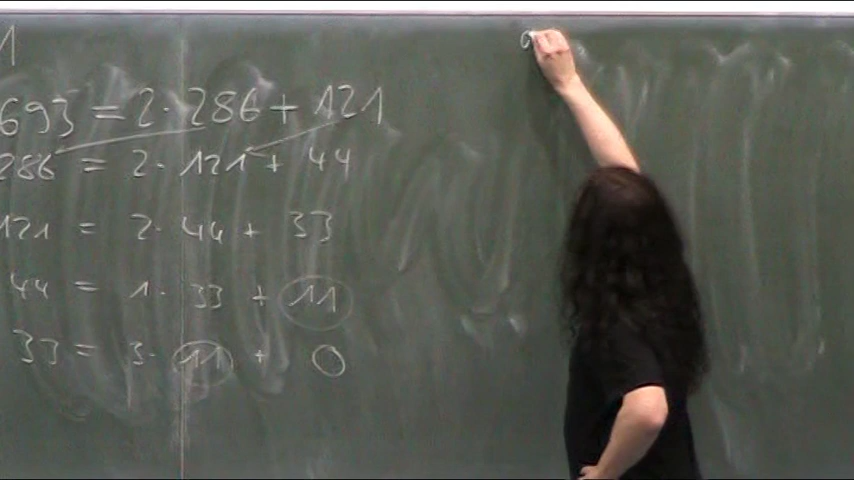 1
693 = 2 · 286 + 121
286 = 2 · 121 + 44
121 = 2 · 44 + 33
44 = 1 · 33 + 11
33 = 3 · 11 + 0